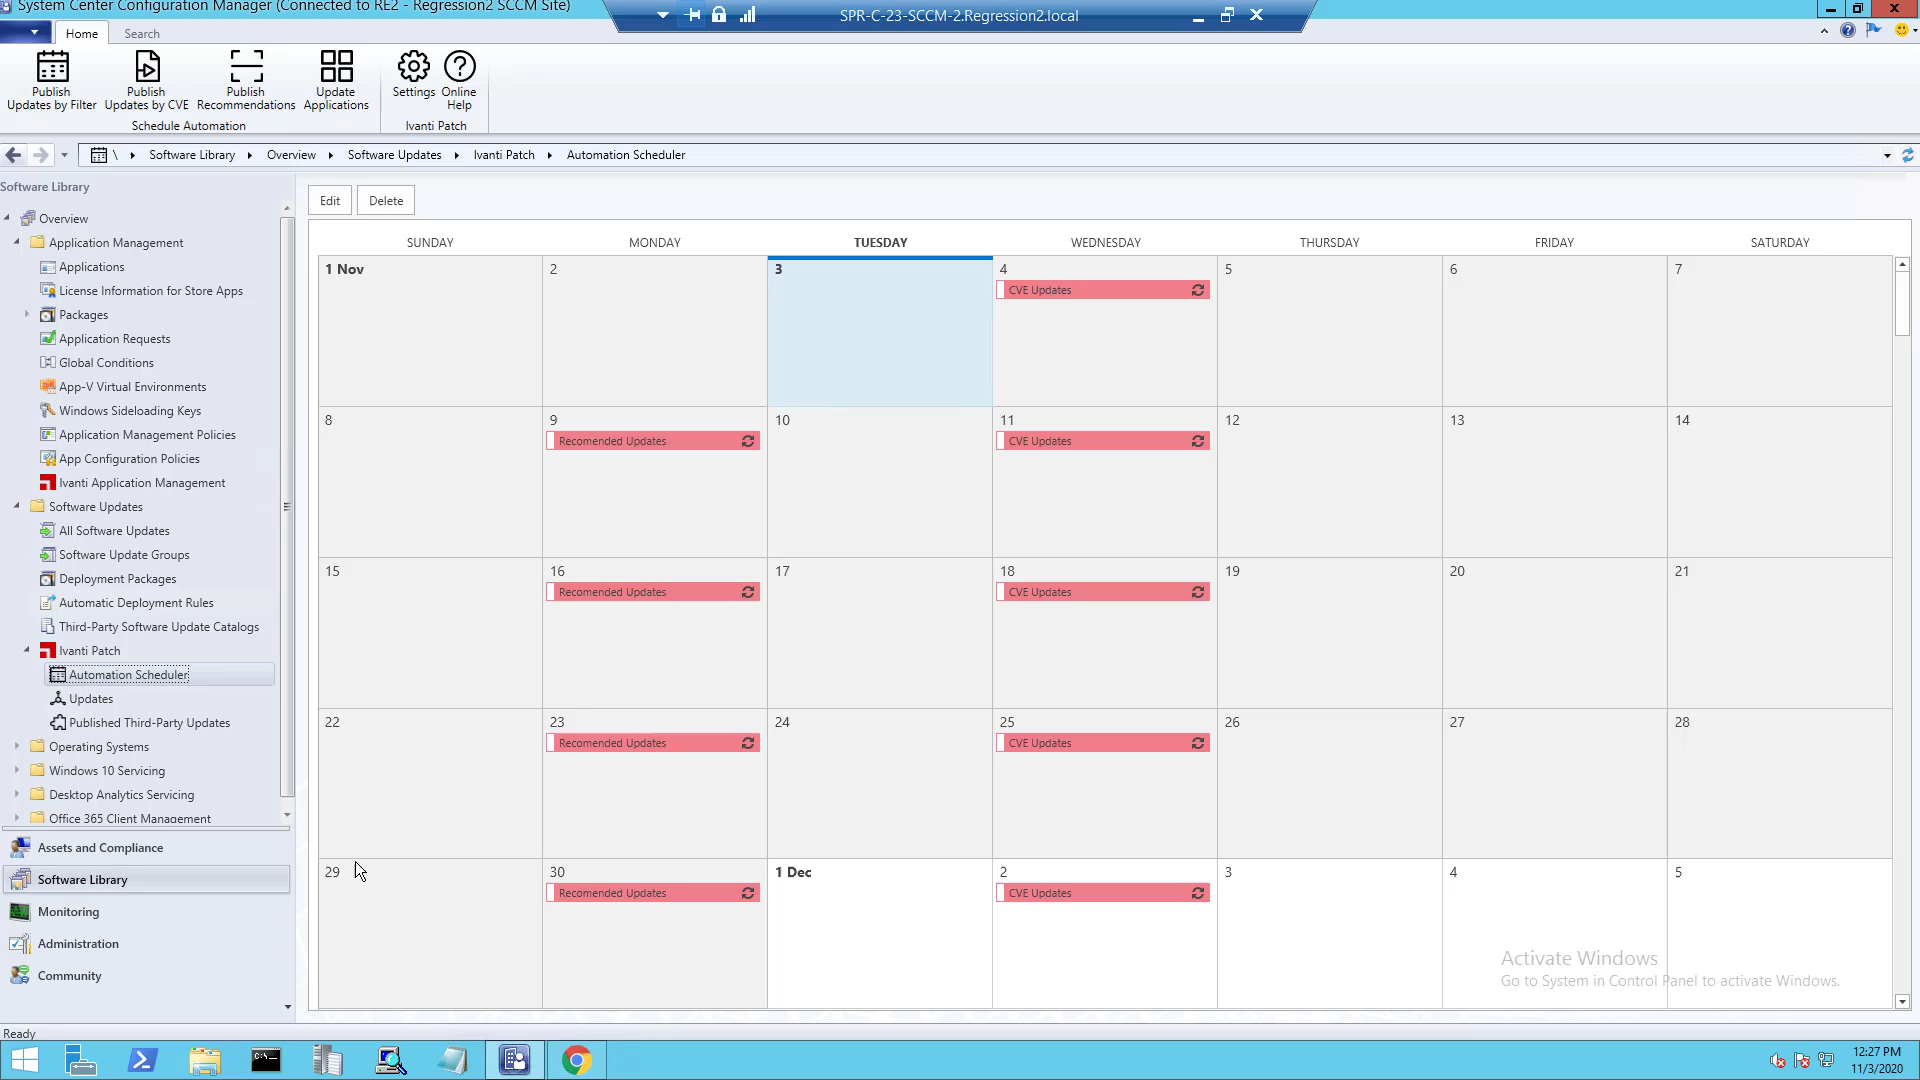 System Center Configuration Manager (Connected to RE2 - Regression2 SCCM Site)
SPR-C-23-SCCM-2.Regression2.local
Home
Search
Publish
Updates by Filter
Publish
Updates by CVE
Publish
Recommendations
Update
Applications
Settings
Online
Help
Schedule Automation
Ivanti Patch
\
Software Library
Overview
Software Updates
Ivanti Patch
Automation Scheduler
Software Library
Overview
Application Management
Applications
License Information for Store Apps
Packages
Application Requests
Global Conditions
App-V Virtual Environments
Windows Sideloading Keys
Application Management Policies
App Configuration Policies
Ivanti Application Management
Software Updates
All Software Updates
Software Update Groups
Deployment Packages
Automatic Deployment Rules
Third-Party Software Update Catalogs
Ivanti Patch
Automation Scheduler
Updates
Published Third-Party Updates
Operating Systems
Windows 10 Servicing
Desktop Analytics Servicing
Office 365 Client Management
Assets and Compliance
Software Library
Monitoring
Administration
Community
Edit
Delete
SUNDAY
MONDAY
TUESDAY
WEDNESDAY
THURSDAY
FRIDAY
SATURDAY
1 Nov
2
3
4
CVE Updates
5
6
7
8
9
Recomended Updates
10
11
CVE Updates
12
13
14
15
16
Recomended Updates
17
18
CVE Updates
19
20
21
22
23
Recomended Updates
24
25
CVE Updates
26
27
28
29
30
Recomended Updates
1 Dec
2
CVE Updates
3
4
5
Activate Windows
Go to System in Control Panel to activate Windows.
Ready
C:\_
12:27 PM
11/3/2020